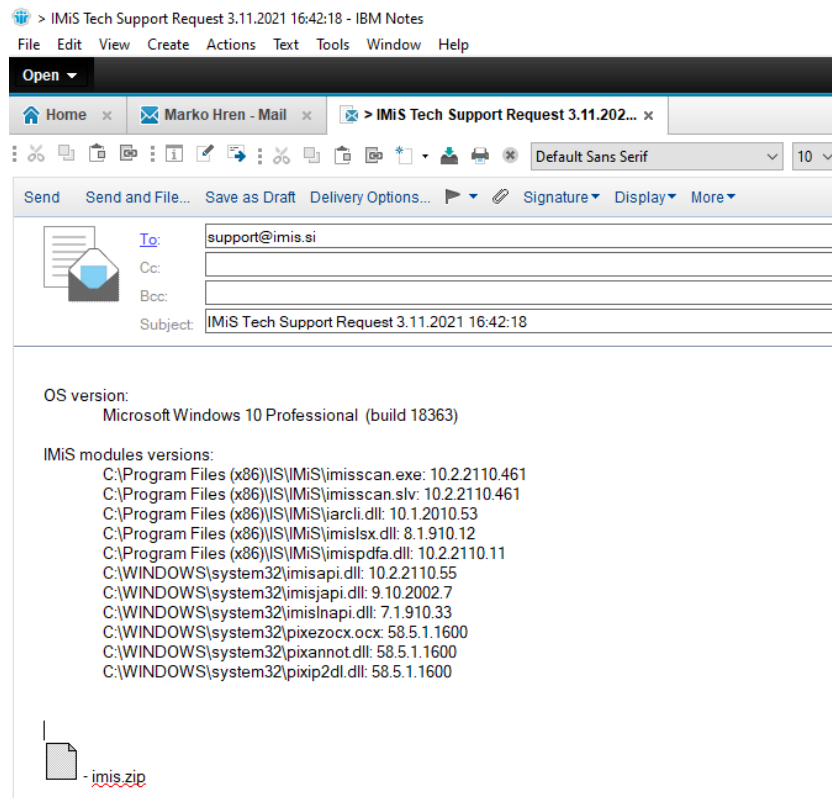 > IMiS Tech Support Request 3.11.2021 16:42:18 - IBM Notes
File Edit View Create Actions Text Tools Window Help
Open
Home Marko Hren - Mail > IMiS Tech Support Request 3.11.202...
Default Sans Serif 10
Send Send and File... Save as Draft Delivery Options... Signature Display More
To: support@imis.si
Cc:
Bcc:
Subject: IMiS Tech Support Request 3.11.2021 16:42:18
OS version:
Microsoft Windows 10 Professional (build 18363)
IMiS modules versions:
C:\Program Files (x86)\IS\IMiS\imisscan.exe: 10.2.2110.461
C:\Program Files (x86)\IS\IMiS\imisscan.slv: 10.2.2110.461
C:\Program Files (x86)\IS\IMiS\iarcli.dll: 10.1.2010.53
C:\Program Files (x86)\IS\IMiS\imislsx.dll: 8.1.910.12
C:\Program Files (x86)\IS\IMiS\imispdfa.dll: 10.2.2110.11
C:\WINDOWS\system32\imisapi.dll: 10.2.2110.55
C:\WINDOWS\system32\imisjapi.dll: 9.10.2002.7
C:\WINDOWS\system32\imislnapi.dll: 7.1.910.33
C:\WINDOWS\system32\pixezocx.ocx: 58.5.1.1600
C:\WINDOWS\system32\pixannot.dll: 58.5.1.1600
C:\WINDOWS\system32\pixip2dl.dll: 58.5.1.1600
- imis.zip